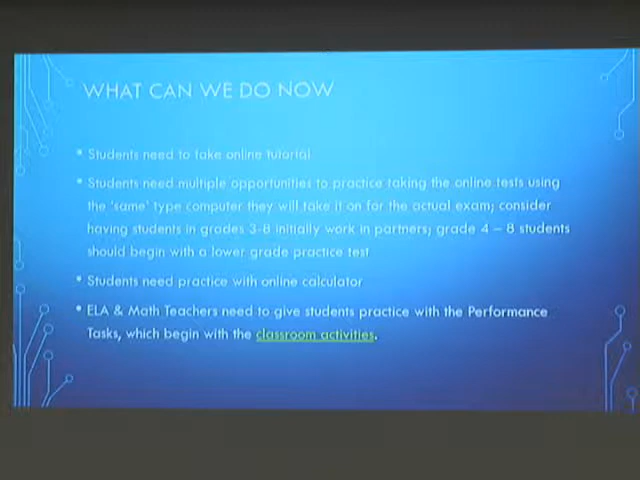 WHAT CAN WE DO NOW
• Students need to take online tutorial
• Students need multiple opportunities to practice taking the online tests using
the 'same' type computer they will take it on for the actual exam; consider
having students in grades 3-8 initially work in partners; grade 4 – 8 students
should begin with a lower grade practice test
• Students need practice with online calculator
• ELA & Math Teachers need to give students practice with the Performance
Tasks, which begin with the classroom activities.